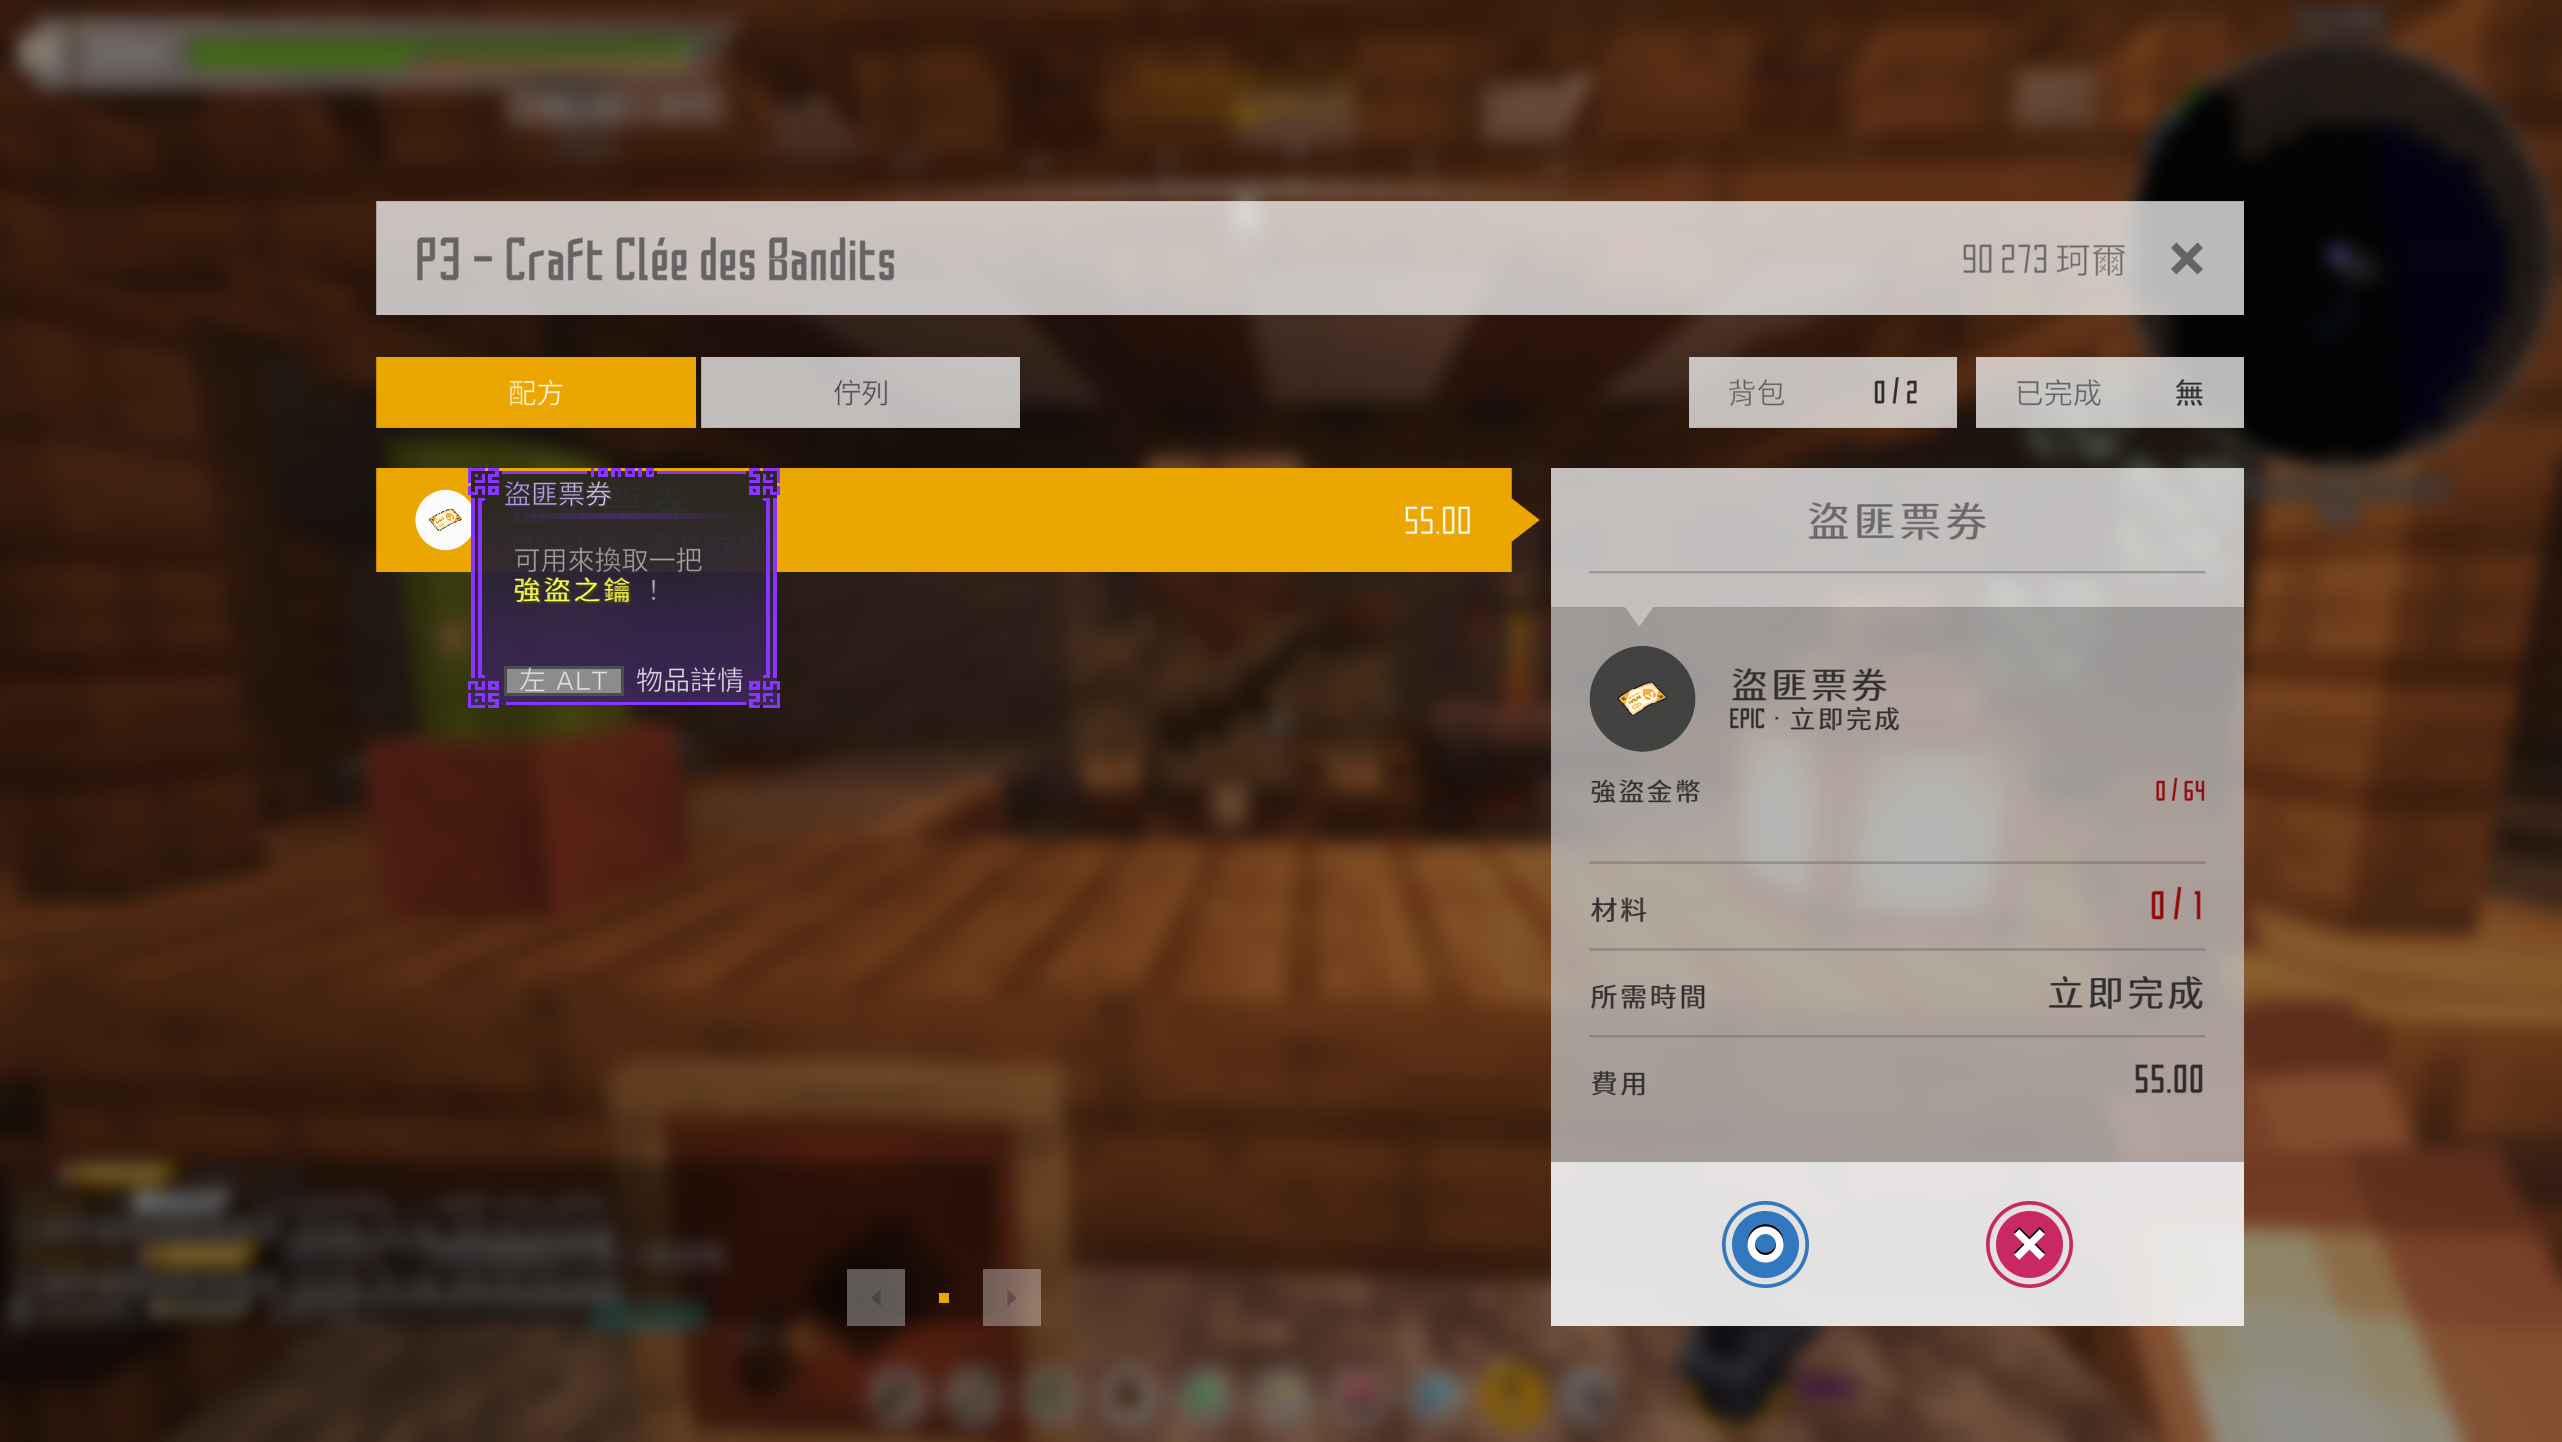 P3 - Craft Clée des Bandits
90 273 珂爾
配方
佇列
背包 0/2
已完成 無
盜匪票券
可用來換取一把
強盜之鑰 !
左 ALT 物品詳情
55.00
盜匪票券
盜匪票券
EPIC · 立即完成
強盜金幣 0/64
材料 0/1
所需時間 立即完成
費用 55.00